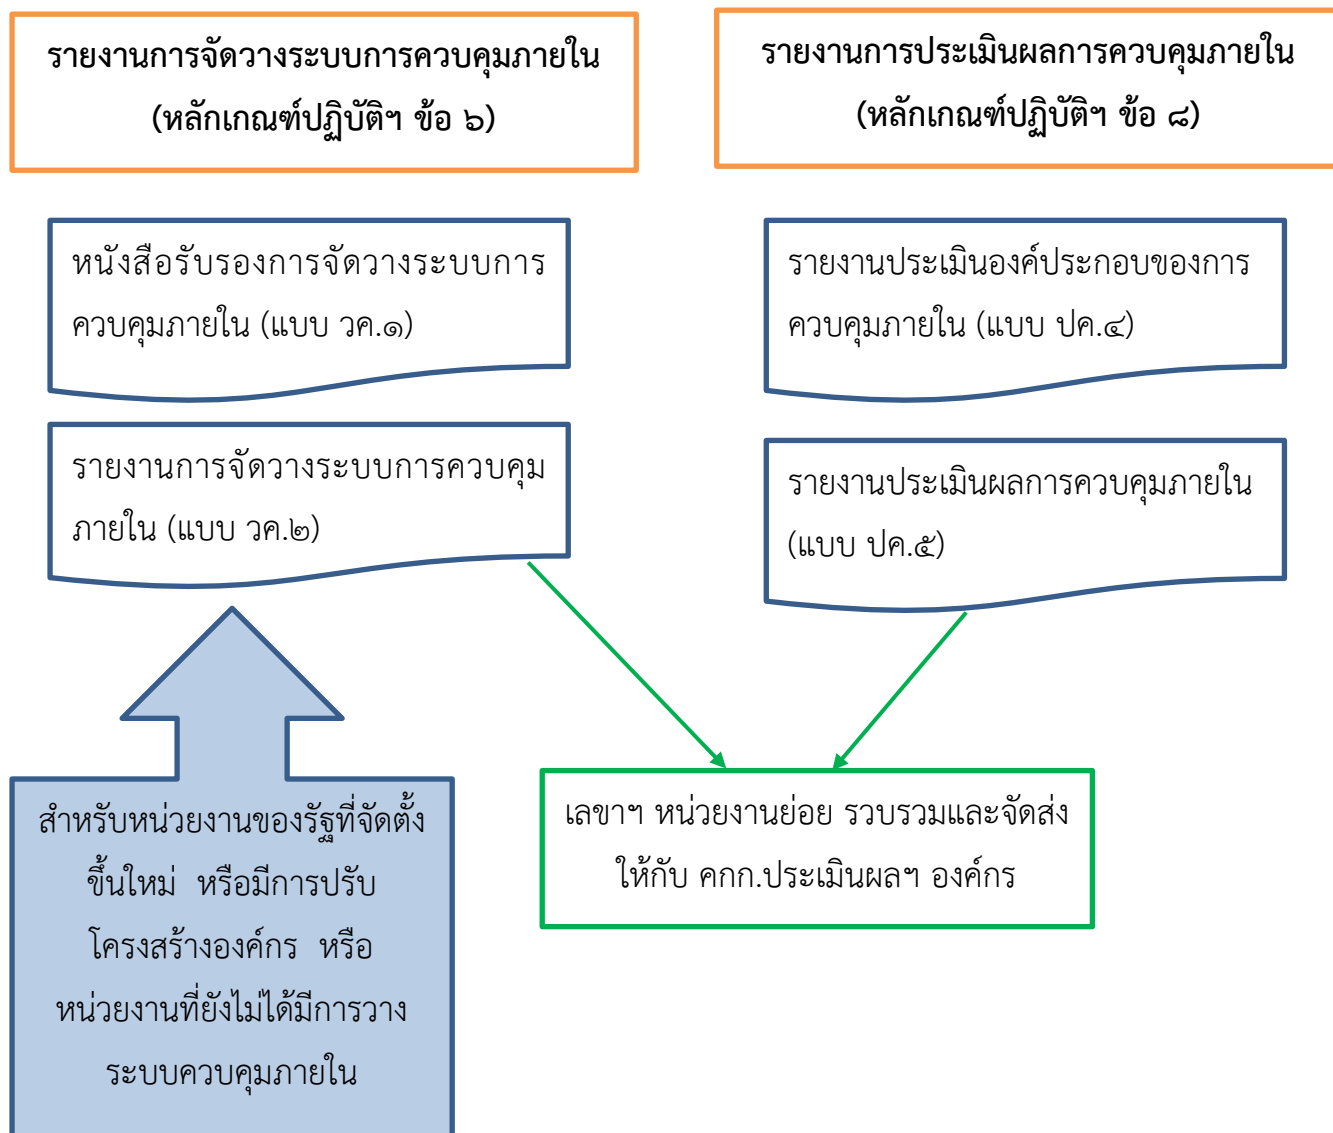 รายงานการจัดวางระบบการควบคุมภายใน
(หลักเกณฑ์ปฏิบัติฯ ข้อ ๖)
รายงานการประเมินผลการควบคุมภายใน
(หลักเกณฑ์ปฏิบัติฯ ข้อ ๘)
หนังสือรับรองการจัดวางระบบการ
ควบคุมภายใน (แบบ วค.๑)
รายงานประเมินองค์ประกอบของการ
ควบคุมภายใน (แบบ ปค.๔)
รายงานการจัดวางระบบการควบคุม
ภายใน (แบบ วค.๒)
รายงานประเมินผลการควบคุมภายใน
(แบบ ปค.๕)
สำหรับหน่วยงานของรัฐที่จัดตั้ง
ขึ้นใหม่ หรือมีการปรับ
โครงสร้างองค์กร หรือ
หน่วยงานที่ยังไม่ได้มีการวาง
ระบบควบคุมภายใน
เลขาฯ หน่วยงานย่อย รวบรวมและจัดส่ง
ให้กับ คกก.ประเมินผลฯ องค์กร